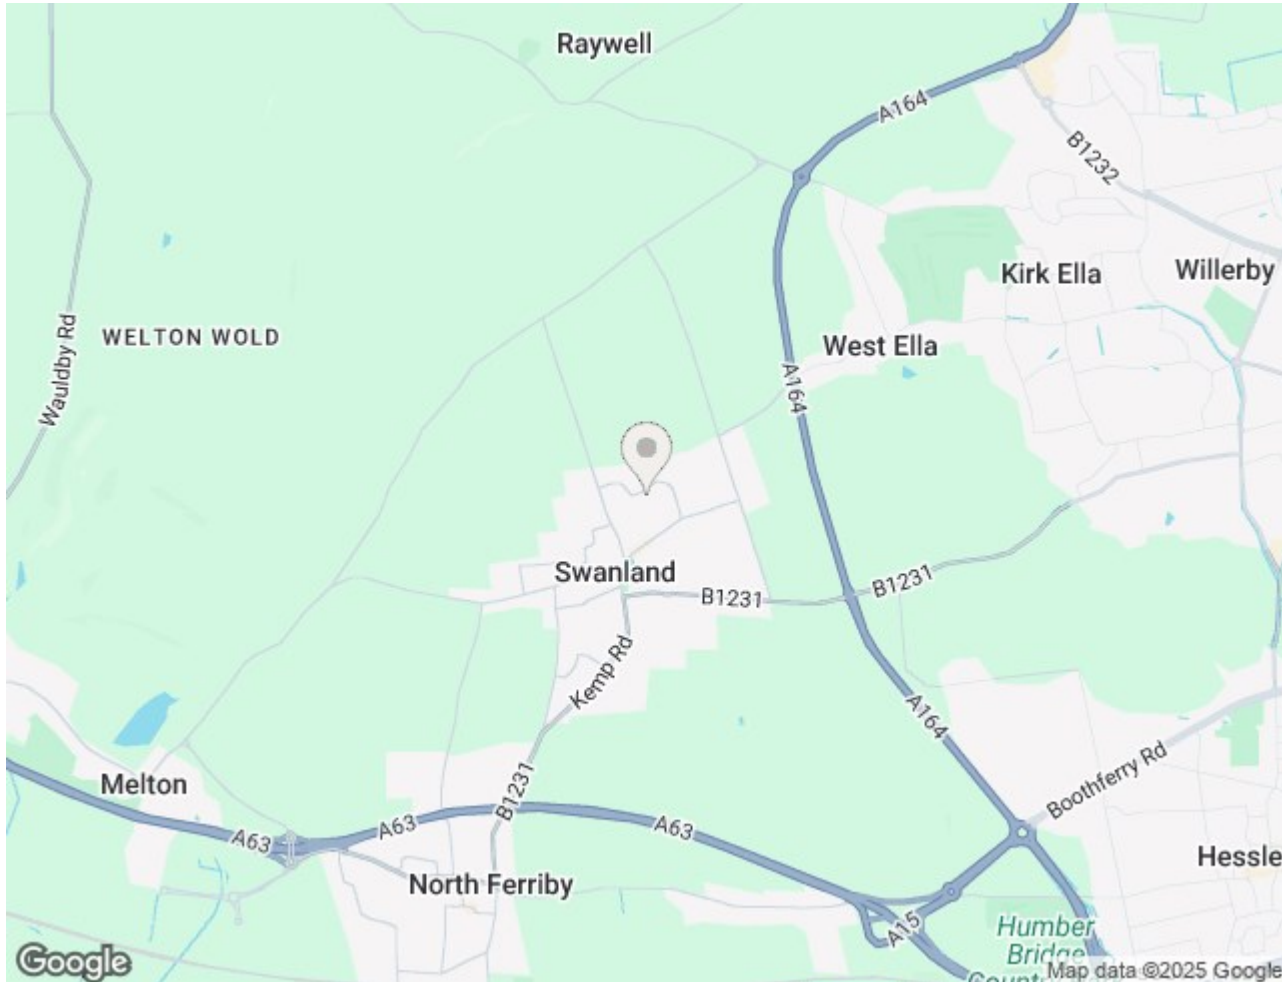 Raywell
A164
B1232
Kirk Ella
Willerby
WELTON WOLD
Wauldby Rd
West Ella
A164
Swanland
B1231
B1231
Kemp Rd
A164
Melton
B1231
Boothferry Rd
A63
A63
A63
Hessle
North Ferriby
A15
Humber
Bridge
Google
Map data ©2025 Google